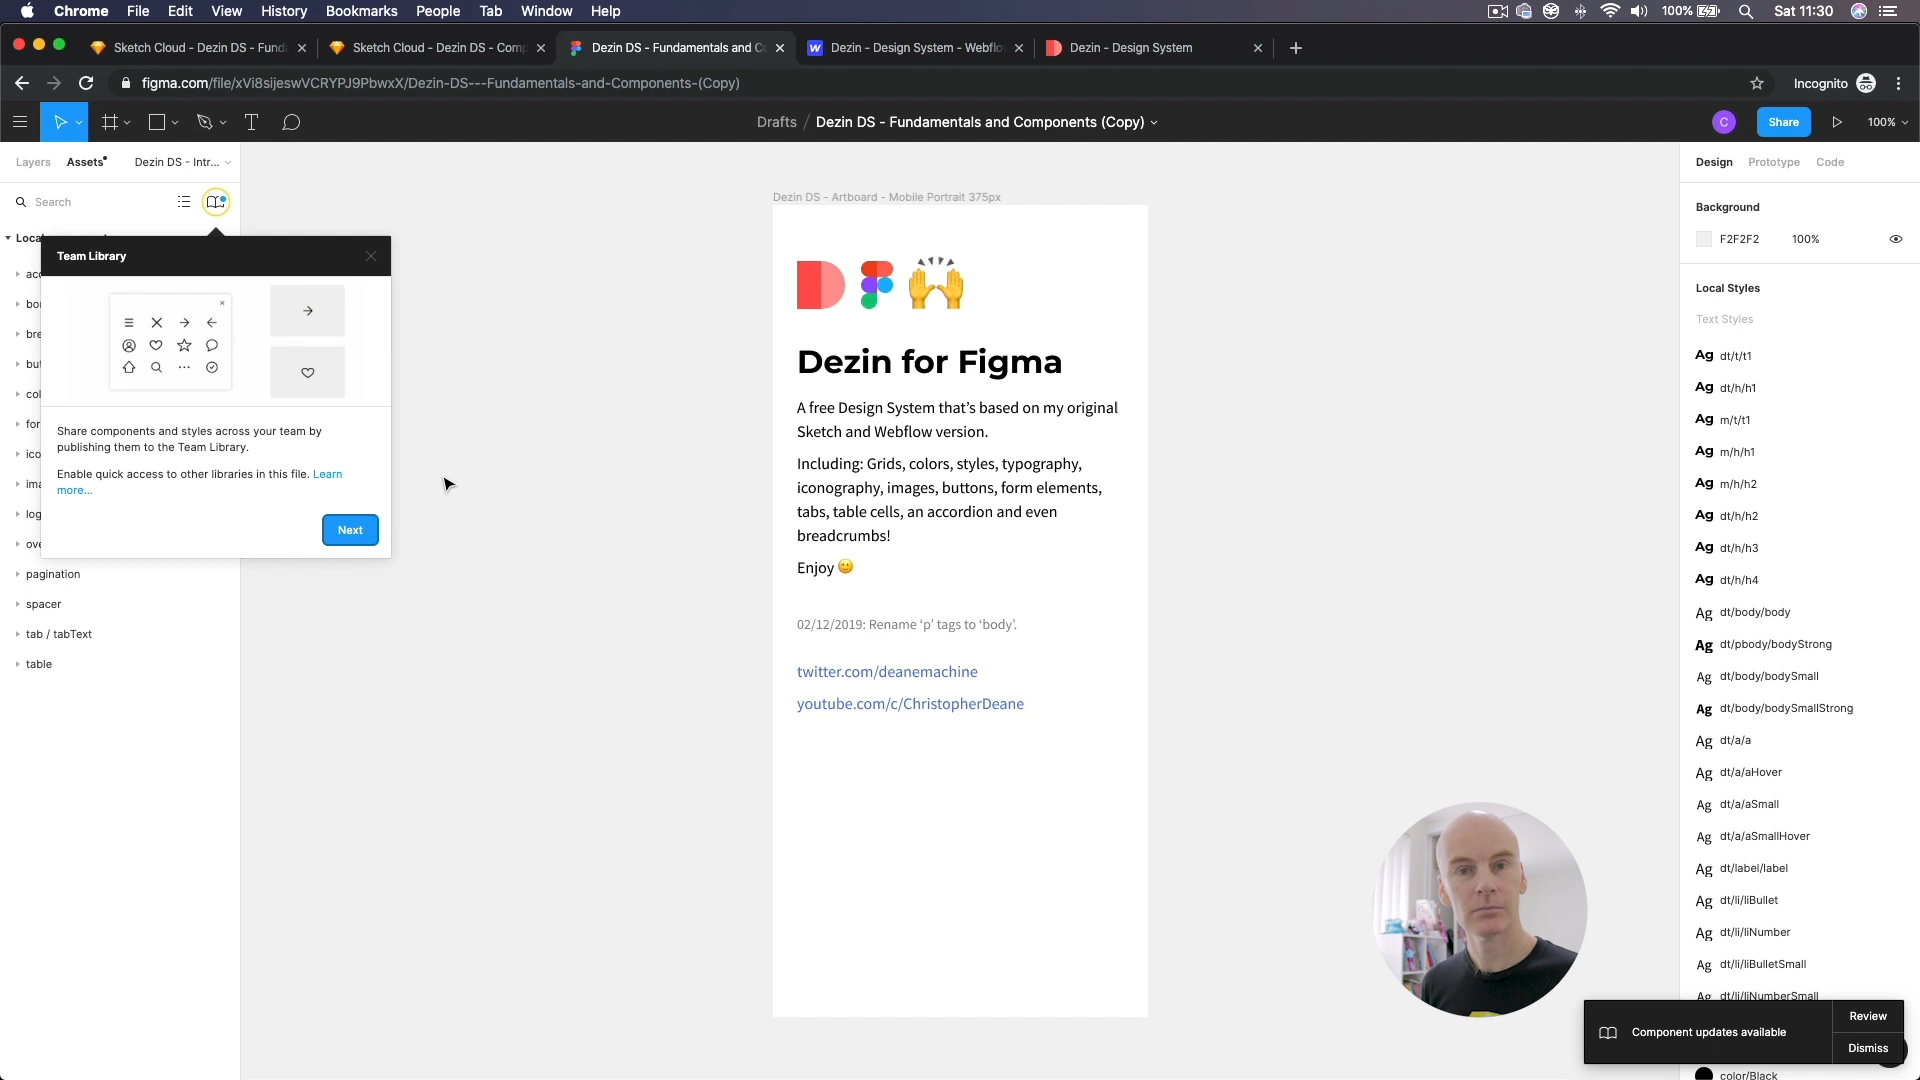 Chrome File Edit View History Bookmarks People Tab Window Help
100% Sat 11:30
Sketch Cloud - Dezin DS - Funda
Sketch Cloud - Dezin DS - Comp
Dezin DS - Fundamentals and Co
Dezin - Design System - Webflo
Dezin - Design System
figma.com/file/xVi8sijeswVCRYPJ9PbwxX/Dezin-DS---Fundamentals-and-Components-(Copy)
Incognito
Drafts / Dezin DS - Fundamentals and Components (Copy)
C
Share
100%
Layers Assets Dezin DS - Intr...
Search
Team Library
Share components and styles across your team by
publishing them to the Team Library.
Enable quick access to other libraries in this file. Learn
more...
Next
pagination
spacer
tab / tabText
table
Dezin DS - Artboard - Mobile Portrait 375px
Dezin for Figma
A free Design System that’s based on my original
Sketch and Webflow version.
Including: Grids, colors, styles, typography,
iconography, images, buttons, form elements,
tabs, table cells, an accordion and even
breadcrumbs!
Enjoy 🙂
02/12/2019: Rename ‘p’ tags to ‘body’.
twitter.com/deanemachine
youtube.com/c/ChristopherDeane
Design Prototype Code
Background
F2F2F2 100%
Local Styles
Text Styles
Ag dt/t/t1
Ag dt/h/h1
Ag m/t/t1
Ag m/h/h1
Ag m/h/h2
Ag dt/h/h2
Ag dt/h/h3
Ag dt/h/h4
Ag dt/body/body
Ag dt/pbody/bodyStrong
Ag dt/body/bodySmall
Ag dt/body/bodySmallStrong
Ag dt/a/a
Ag dt/a/aHover
Ag dt/a/aSmall
Ag dt/a/aSmallHover
Ag dt/label/label
Ag dt/li/liBullet
Ag dt/li/liNumber
Ag dt/li/liBulletSmall
Ag dt/li/liNumberSmall
Component updates available
Review
Dismiss
color/Black